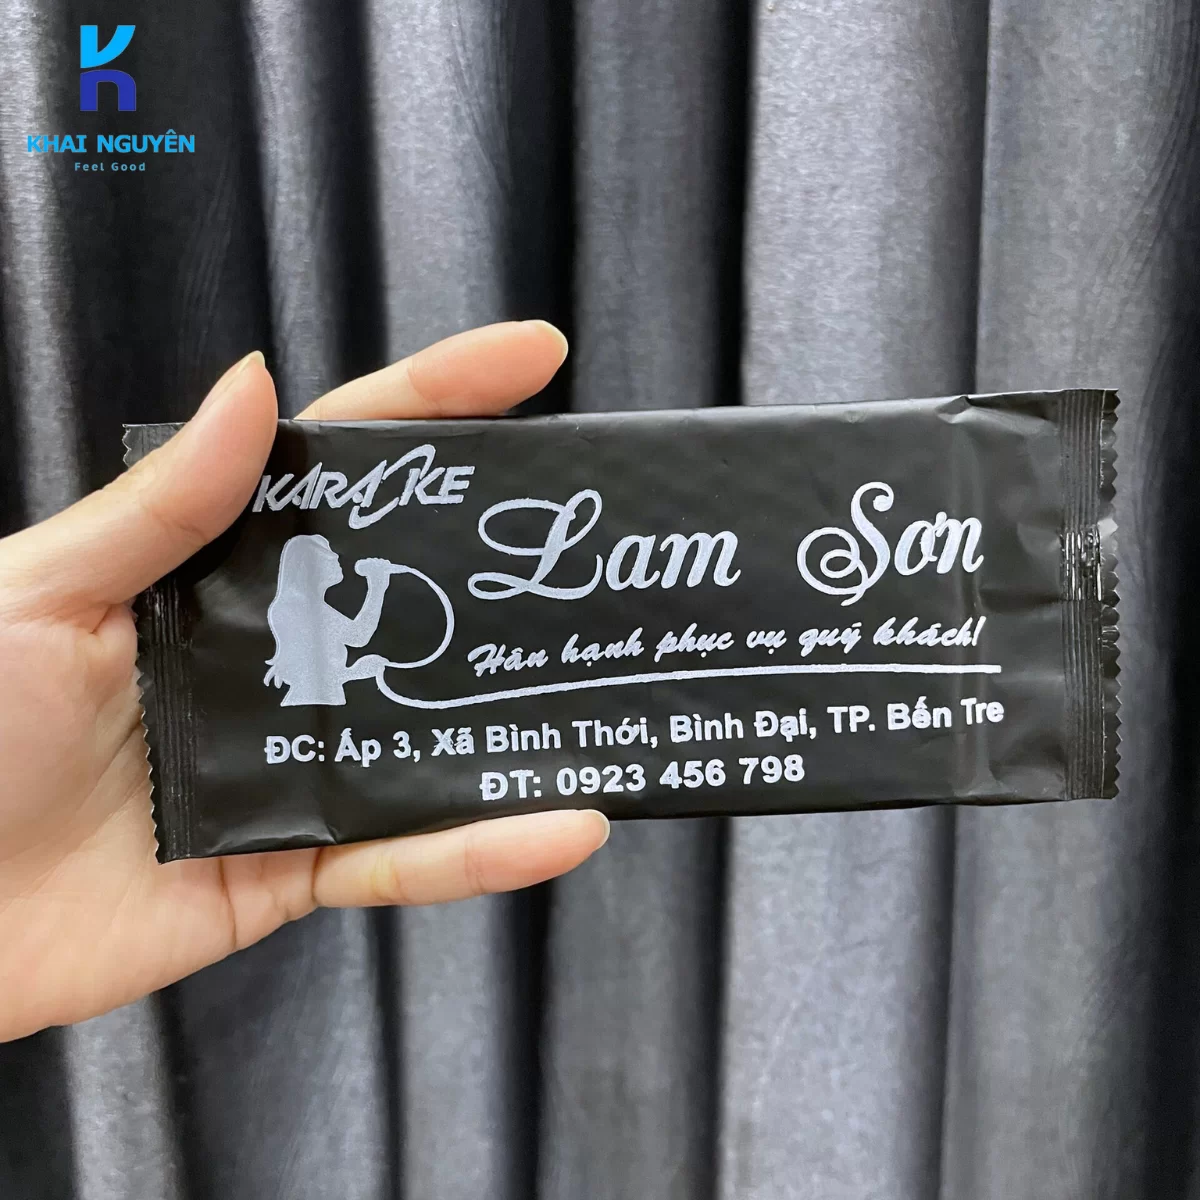 KHAI NGUYÊN
Feel Good
KARAOKE
Lam Sơn
Hân hạnh phục vụ quý khách!
ĐC: Ấp 3, Xã Bình Thới, Bình Đại, TP. Bến Tre
ĐT: 0923 456 798